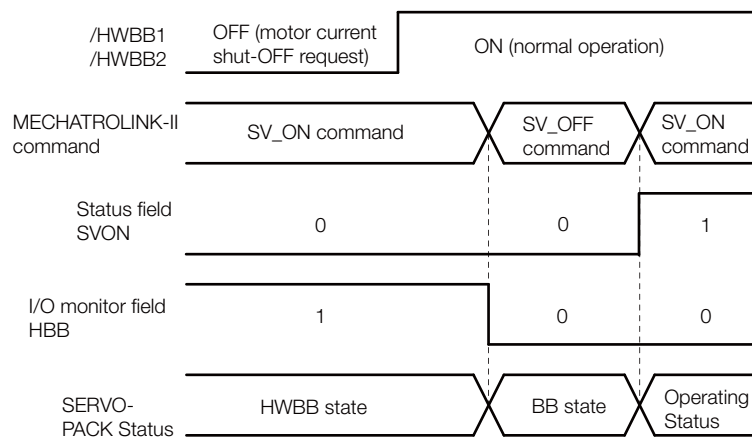 /HWBB1
/HWBB2
OFF (motor current
shut-OFF request)
ON (normal operation)
MECHATROLINK-II
command
SV_ON command
SV_OFF
command
SV_ON
command
Status field
SVON
0
0
1
I/O monitor field
HBB
1
0
0
SERVO-
PACK Status
HWBB state
BB state
Operating
Status